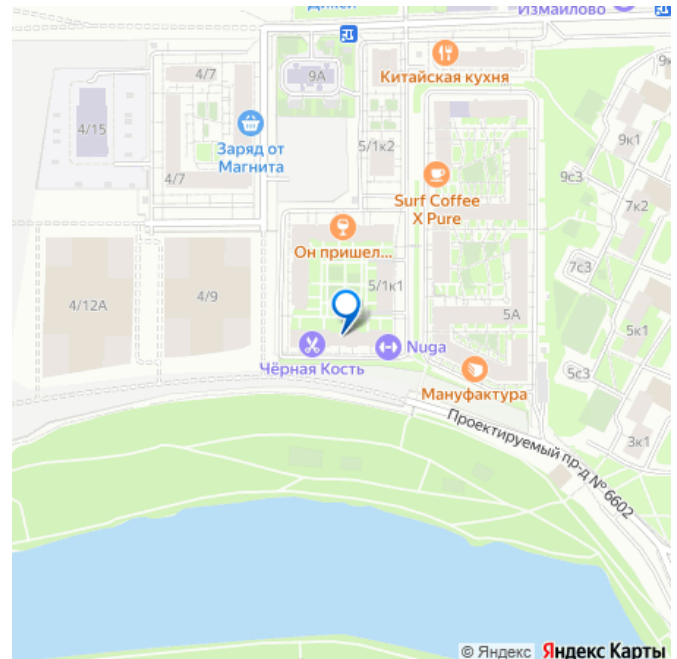 Дикси
Измайлово
4/7
9А
Китайская кухня
9к1
4/15
Заряд от
Магнита
5/1к2
4/7
9с3
Surf Coffee
X Pure
7к2
Он пришел...
7с3
5/1к1
4/12А
4/9
5А
5к1
Nuga
Чёрная Кость
5с3
Мануфактура
Проектируемый пр-д № 6602
3к1
© Яндекс Яндекс Карты